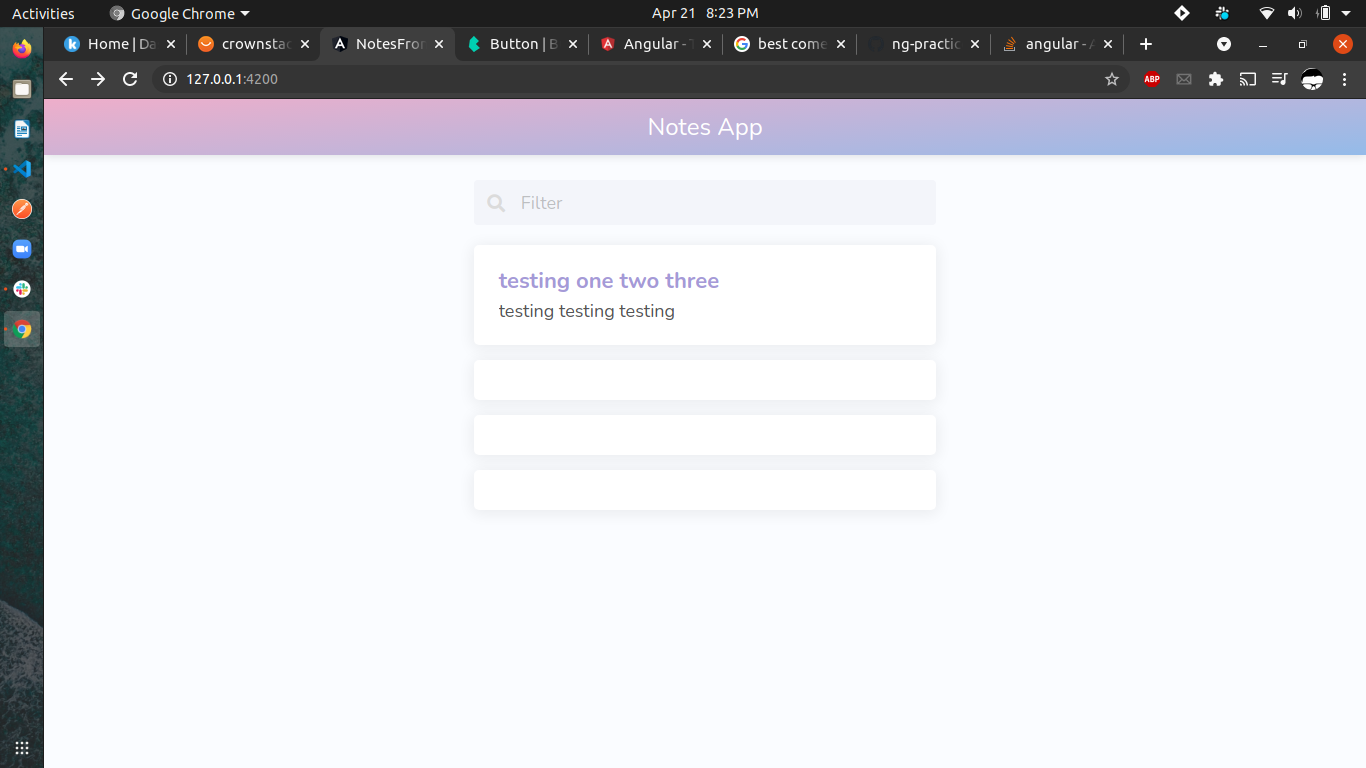 Activities Google Chrome Apr 21 8:23 PM
Home | Da crownstac NotesFron Button | B Angular - T best come ng-practic angular - A
127.0.0.1:4200 ABP
Notes App
Filter
testing one two three
testing testing testing